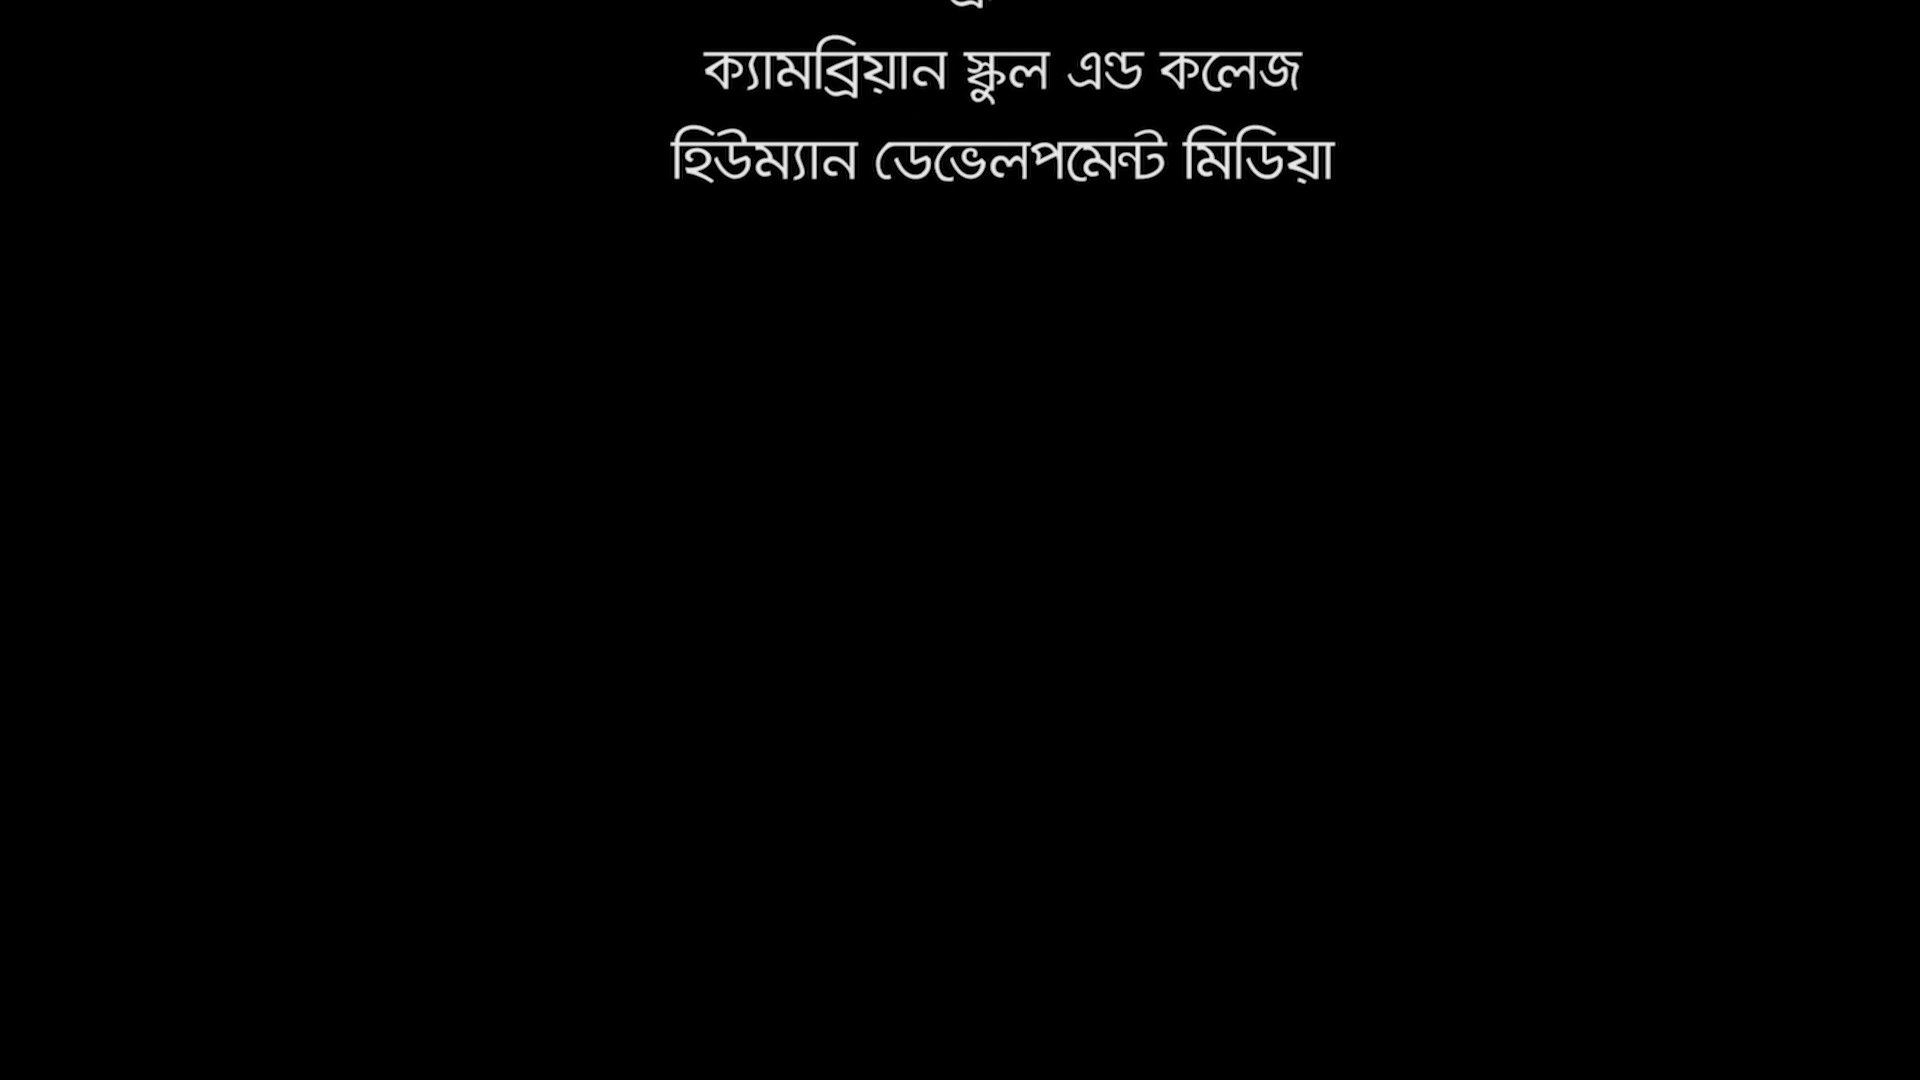 ক্যামব্রিয়ান স্কুল এণ্ড কলেজ
হিউম্যান ডেভেলপমেন্ট মিডিয়া